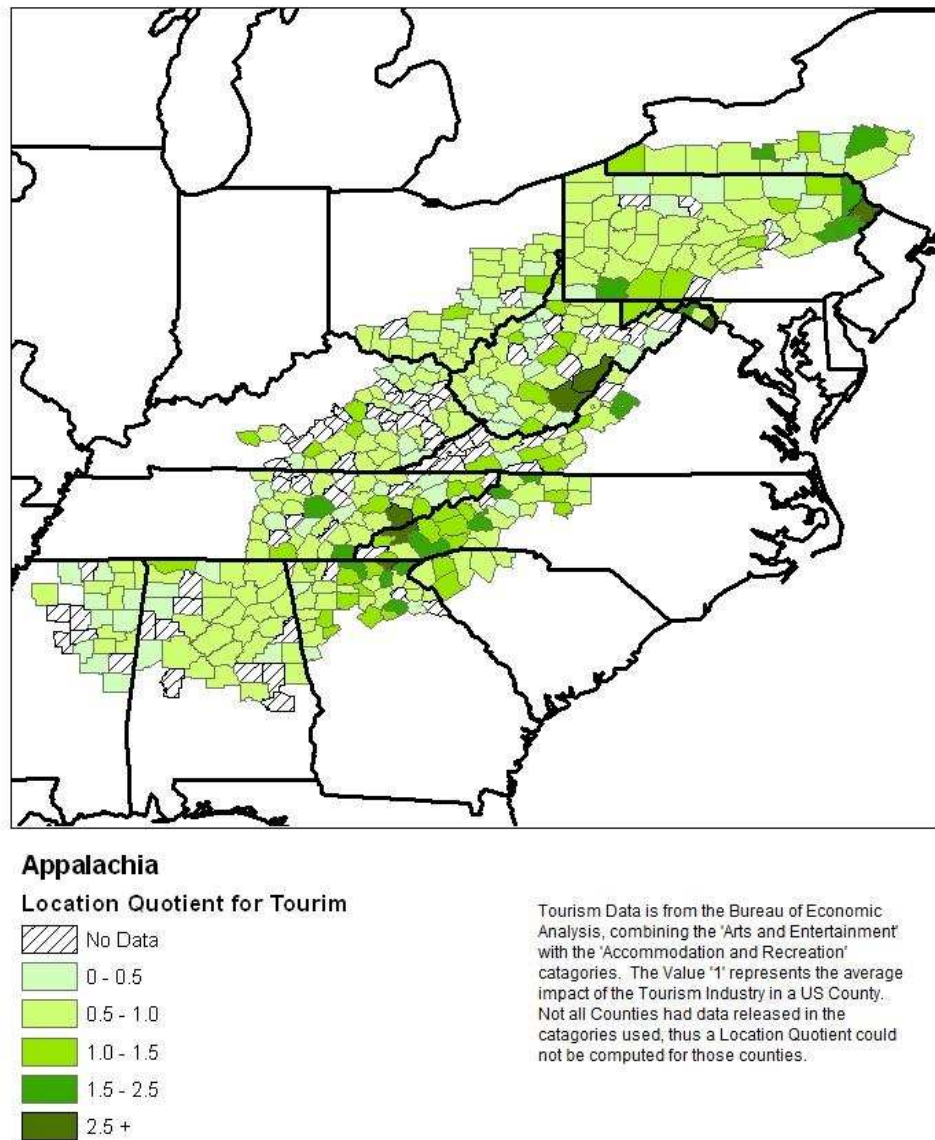 Appalachia
Location Quotient for Tourim
No Data
0 - 0.5
0.5 - 1.0
1.0 - 1.5
1.5 - 2.5
2.5 +
Tourism Data is from the Bureau of Economic
Analysis, combining the 'Arts and Entertainment'
with the 'Accommodation and Recreation'
catagories. The Value '1' represents the average
impact of the Tourism Industry in a US County.
Not all Counties had data released in the
catagories used, thus a Location Quotient could
not be computed for those counties.